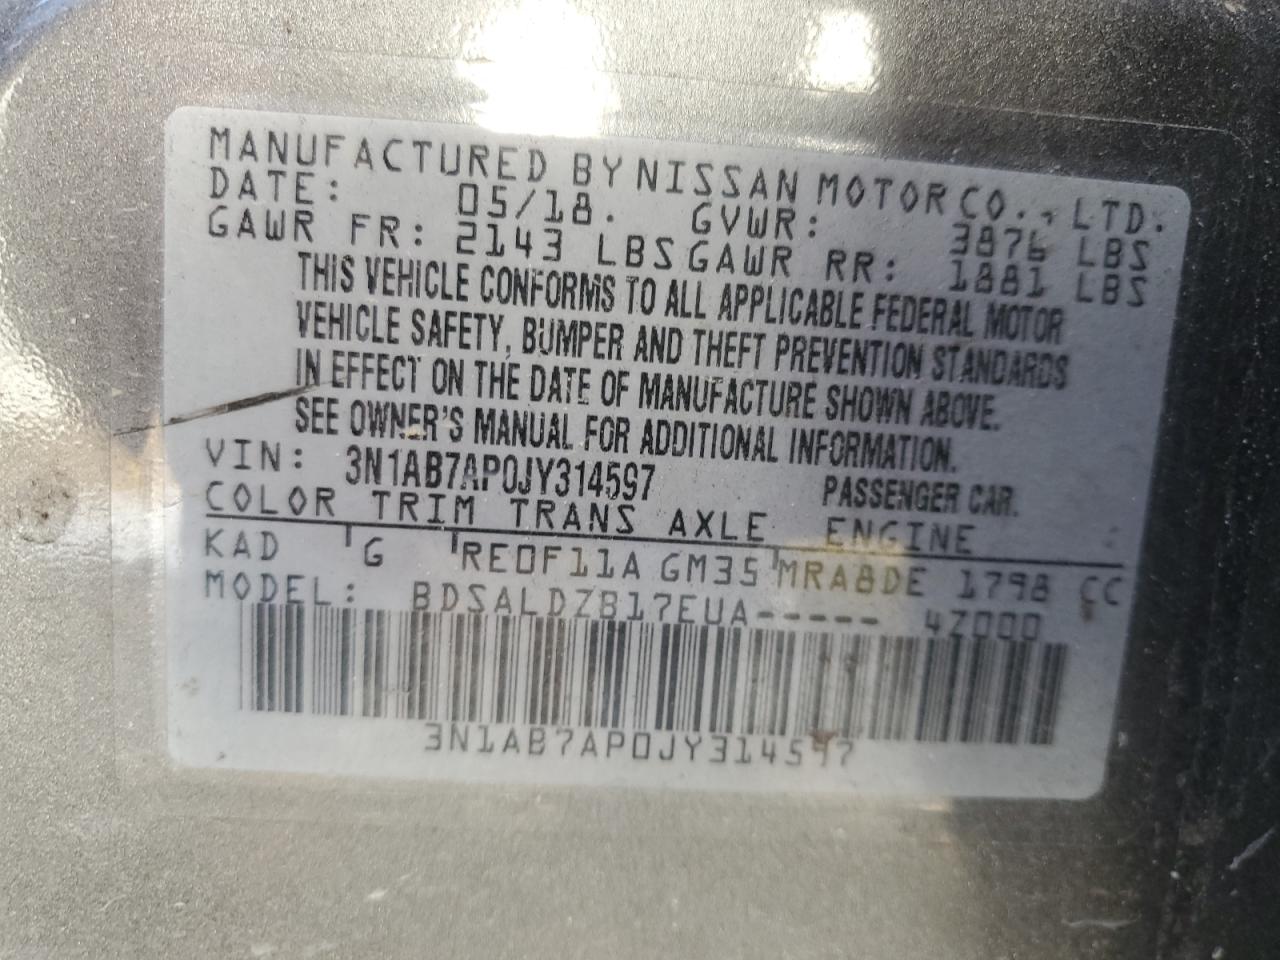 MANUFACTURED BY NISSAN MOTOR CO., LTD.
DATE: 05/18. GVWR: 3876 LBS
GAWR FR: 2143 LBS GAWR RR: 1881 LBS
THIS VEHICLE CONFORMS TO ALL APPLICABLE FEDERAL MOTOR
VEHICLE SAFETY, BUMPER AND THEFT PREVENTION STANDARDS
IN EFFECT ON THE DATE OF MANUFACTURE SHOWN ABOVE.
SEE OWNER'S MANUAL FOR ADDITIONAL INFORMATION.
VIN: 3N1AB7AP0JY314597 PASSENGER CAR.
COLOR TRIM TRANS AXLE ENGINE
KAD G RE0F11A GM35 MRA8DE 1798 CC
MODEL: BDSALDZB17EUA----- 4Z000
3N1AB7AP0JY314597